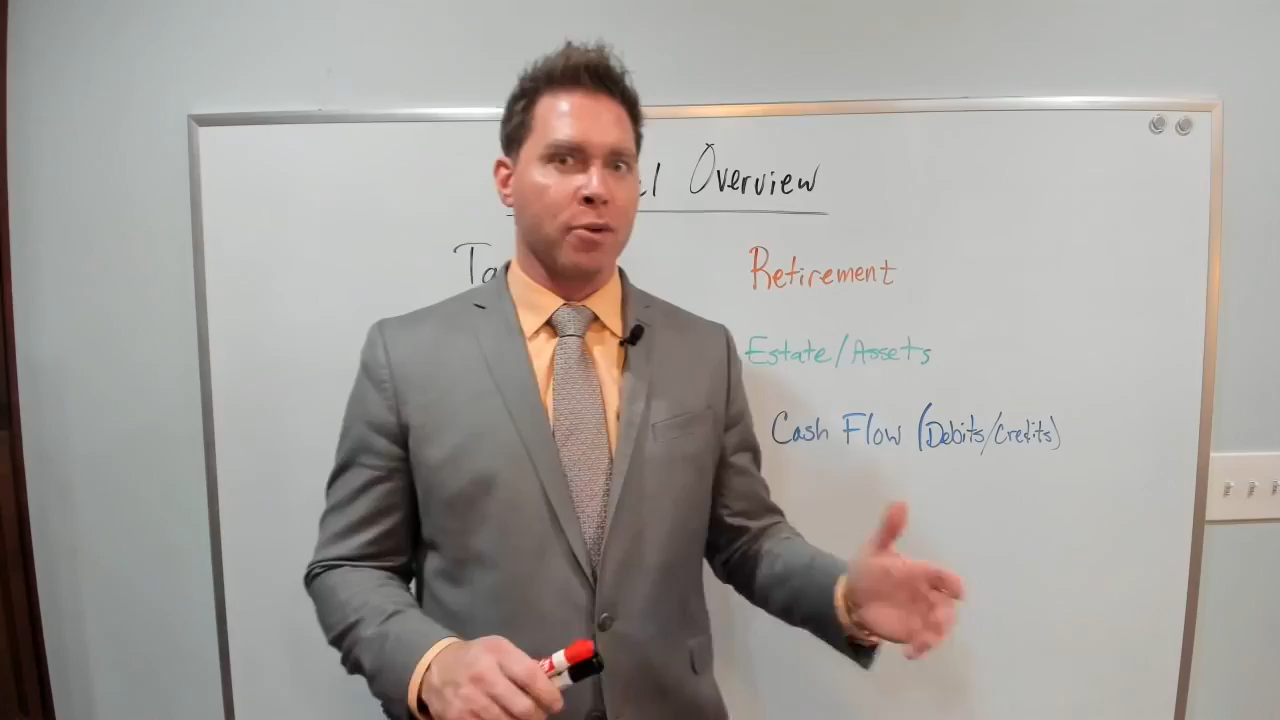 Overview
Retirement
Estate/Assets
Cash Flow (Debits/Credits)